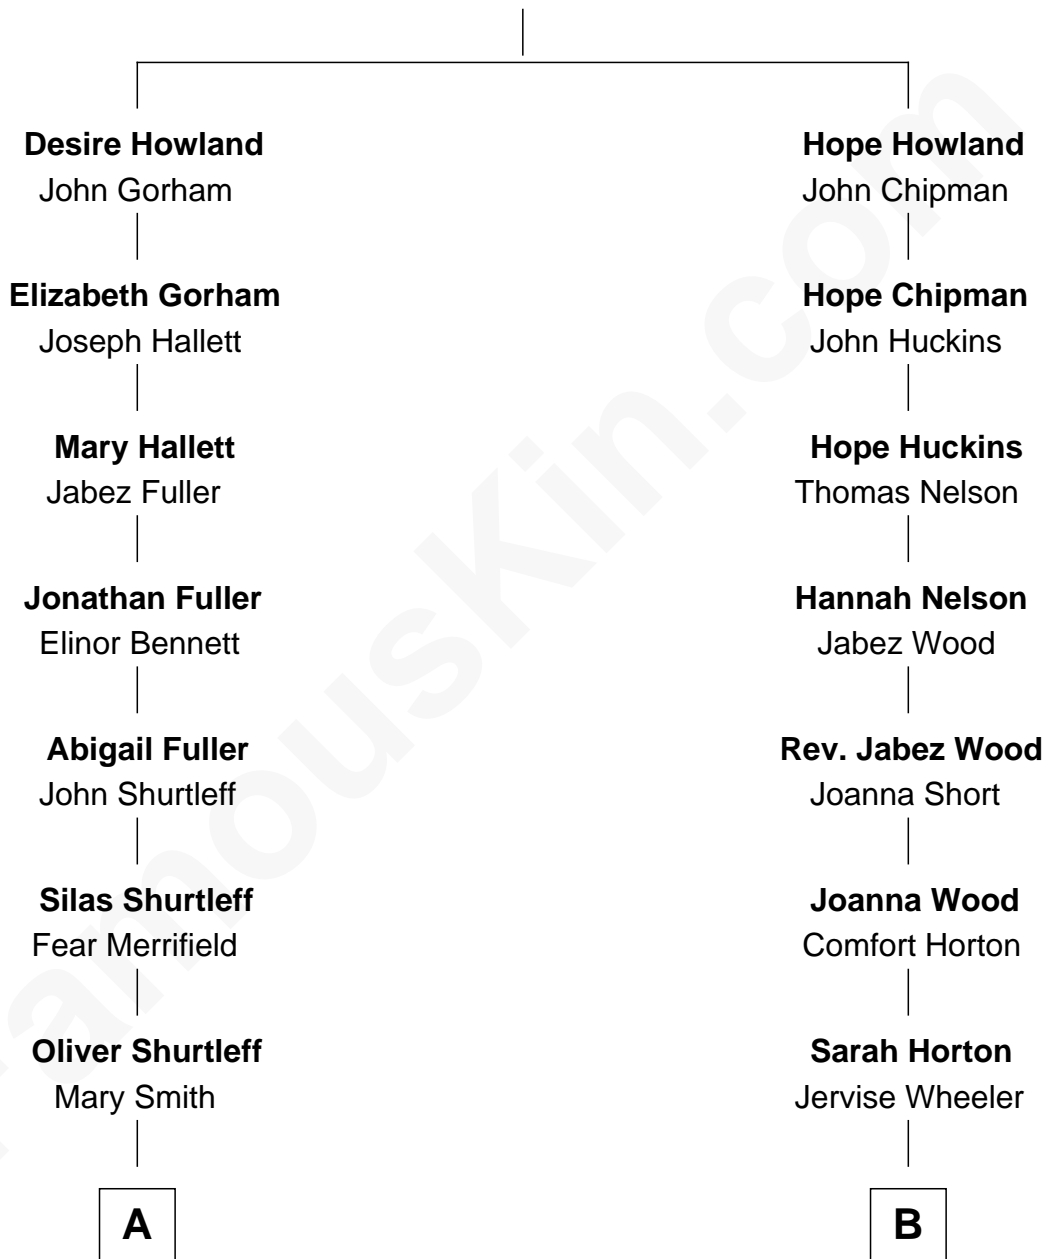 Desire Howland
John Gorham
Hope Howland
John Chipman
Elizabeth Gorham
Joseph Hallett
Hope Chipman
John Huckins
Mary Hallett
Jabez Fuller
Hope Huckins
Thomas Nelson
Jonathan Fuller
Elinor Bennett
Hannah Nelson
Jabez Wood
Abigail Fuller
John Shurtleff
Rev. Jabez Wood
Joanna Short
Silas Shurtleff
Fear Merrifield
Joanna Wood
Comfort Horton
Oliver Shurtleff
Mary Smith
Sarah Horton
Jervise Wheeler
A
B
FamousKin.com